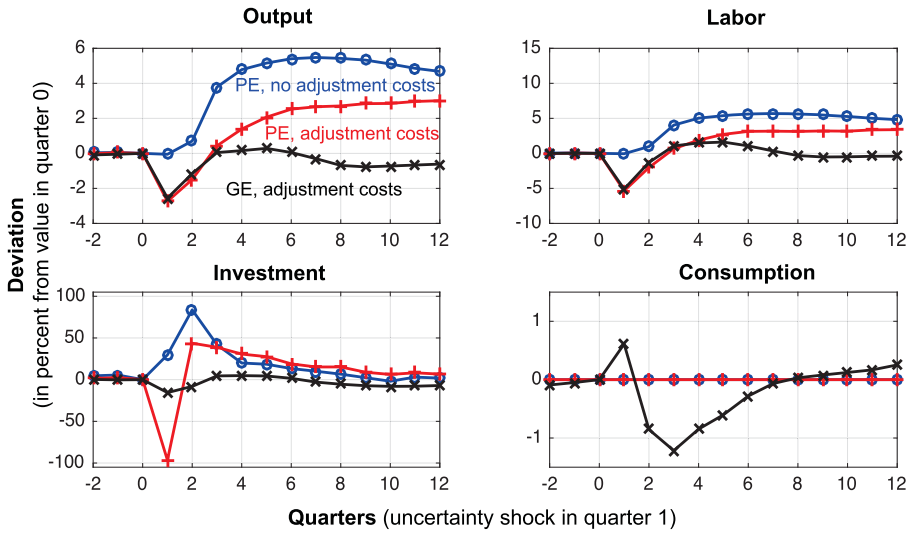 Output
Labor
6
4
2
0
-2
-4
PE, no adjustment costs
PE, adjustment costs
GE, adjustment costs
-2 0 2 4 6 8 10 12
15
10
5
0
-5
-10
-2 0 2 4 6 8 10 12
Deviation
(in percent from value in quarter 0)
Investment
Consumption
100
50
0
-50
-100
-2 0 2 4 6 8 10 12
1
0
-1
-2 0 2 4 6 8 10 12
Quarters (uncertainty shock in quarter 1)